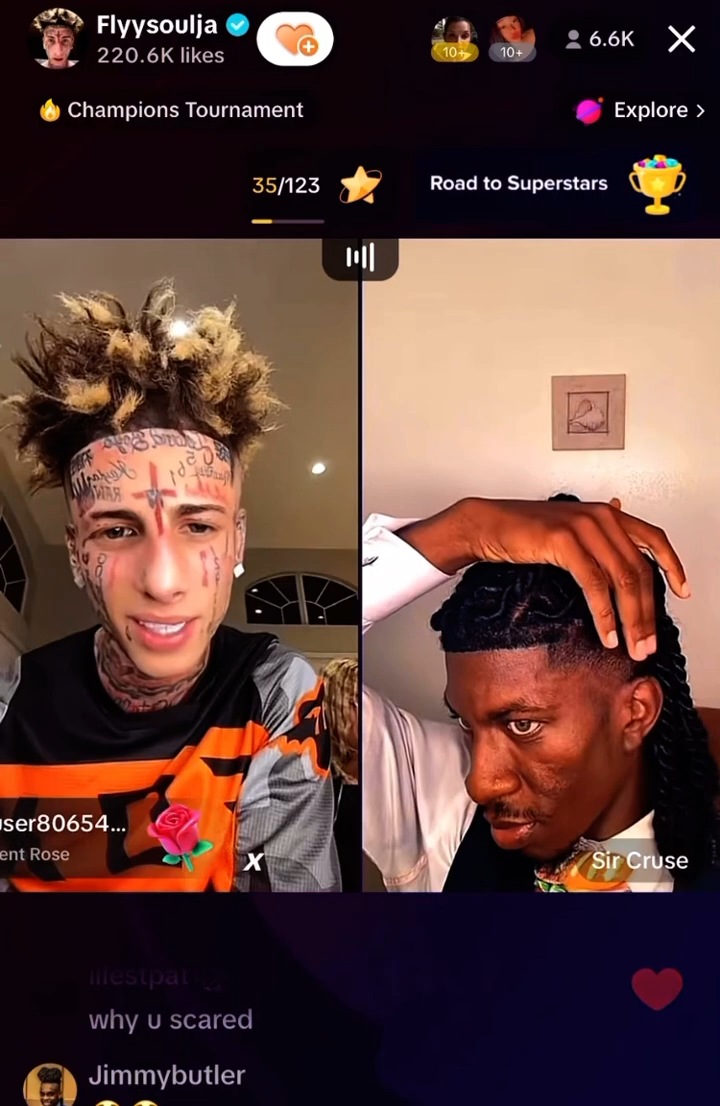 Flyysoulja
220.6K likes
10+
10+
6.6K
Champions Tournament
Explore >
35/123
Road to Superstars
user80654...
ent Rose
x
Sir Cruse
why u scared
Jimmybutler